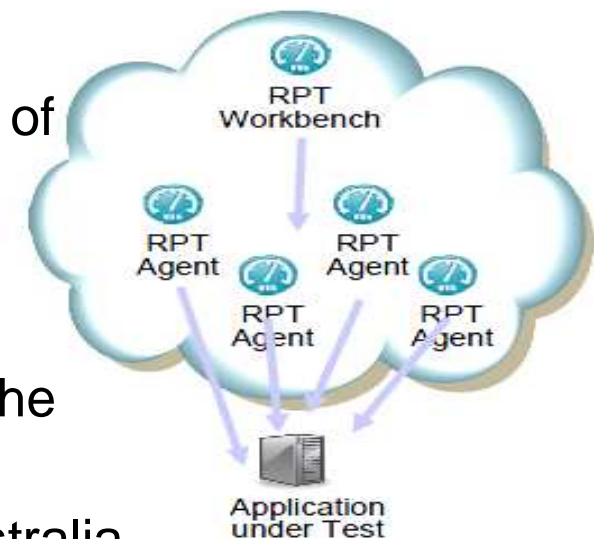 of
RPT
Workbench
RPT
Agent
RPT
Agent
RPT
Agent
RPT
Agent
he
Application
under Test